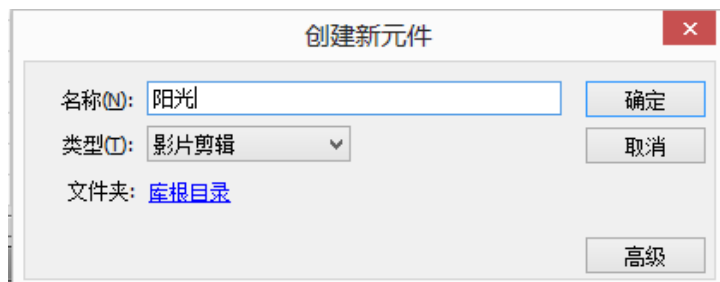 创建新元件
名称(N): 阳光 确定
类型(T): 影片剪辑 取消
文件夹: 库根目录
高级